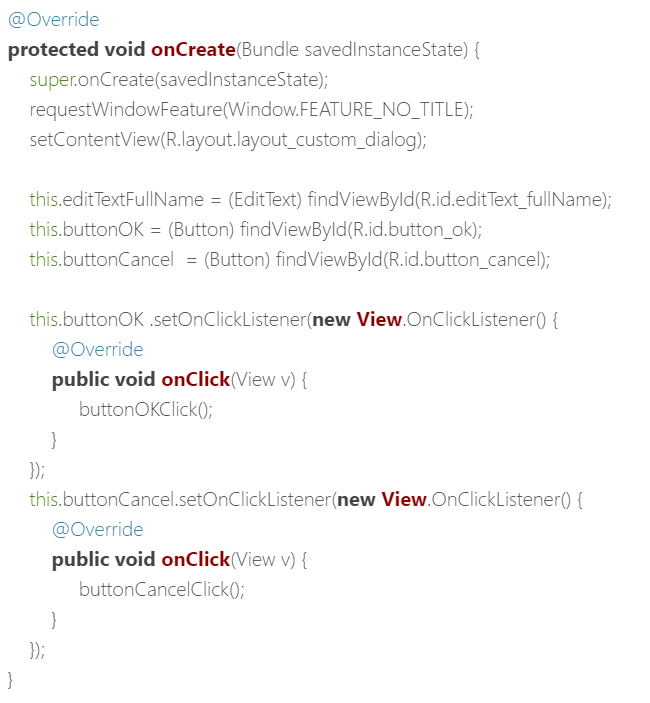 @Override
protected void onCreate(Bundle savedInstanceState) {
    super.onCreate(savedInstanceState);
    requestWindowFeature(Window.FEATURE_NO_TITLE);
    setContentView(R.layout.layout_custom_dialog);

    this.editTextFullName = (EditText) findViewById(R.id.editText_fullName);
    this.buttonOK = (Button) findViewById(R.id.button_ok);
    this.buttonCancel  = (Button) findViewById(R.id.button_cancel);

    this.buttonOK .setOnClickListener(new View.OnClickListener() {
        @Override
        public void onClick(View v) {
            buttonOKClick();
        }
    });
    this.buttonCancel.setOnClickListener(new View.OnClickListener() {
        @Override
        public void onClick(View v) {
            buttonCancelClick();
        }
    });
}